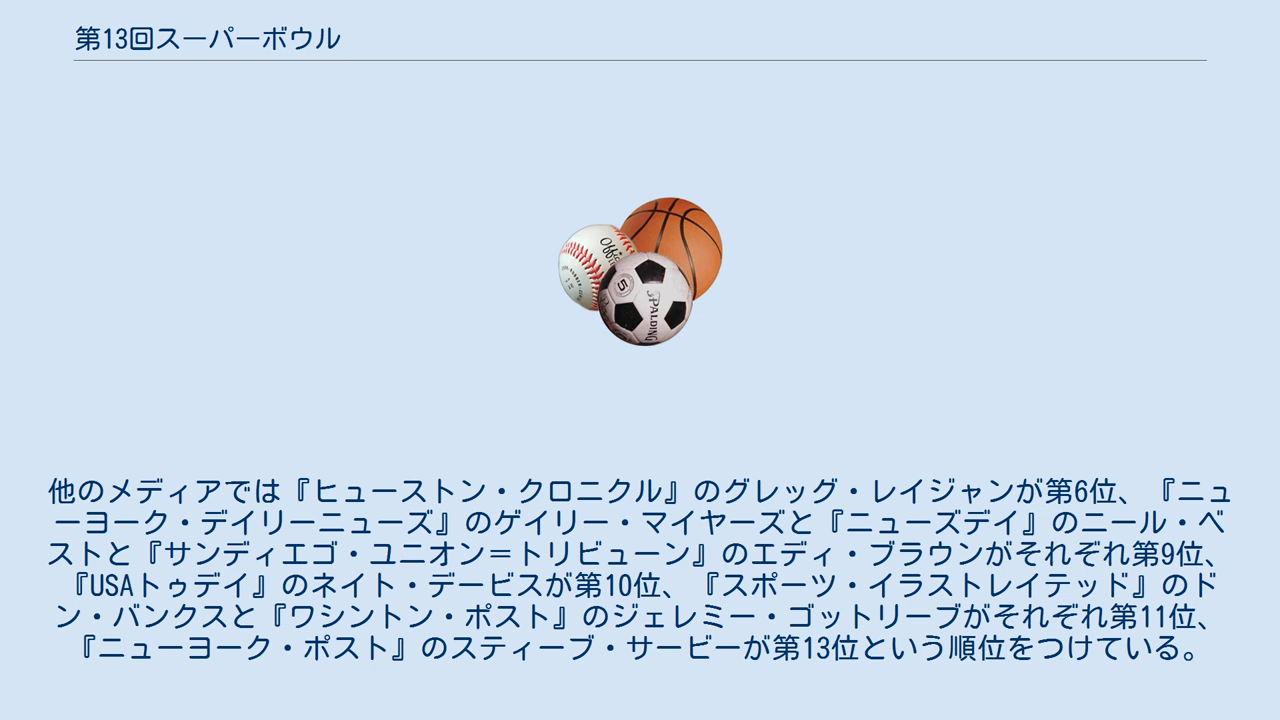 第13回スーパーボウル
Offic
5
SPALDING
他のメディアでは『ヒューストン・クロニクル』のグレッグ・レイジャンが第6位、『ニュ
ーヨーク・デイリーニューズ』のゲイリー・マイヤーズと『ニューズデイ』のニール・ベ
ストと『サンディエゴ・ユニオン＝トリビューン』のエディ・ブラウンがそれぞれ第9位、
『USAトゥデイ』のネイト・デービスが第10位、『スポーツ・イラストレイテッド』のド
ン・バンクスと『ワシントン・ポスト』のジェレミー・ゴットリーブがそれぞれ第11位、
『ニューヨーク・ポスト』のスティーブ・サービーが第13位という順位をつけている。